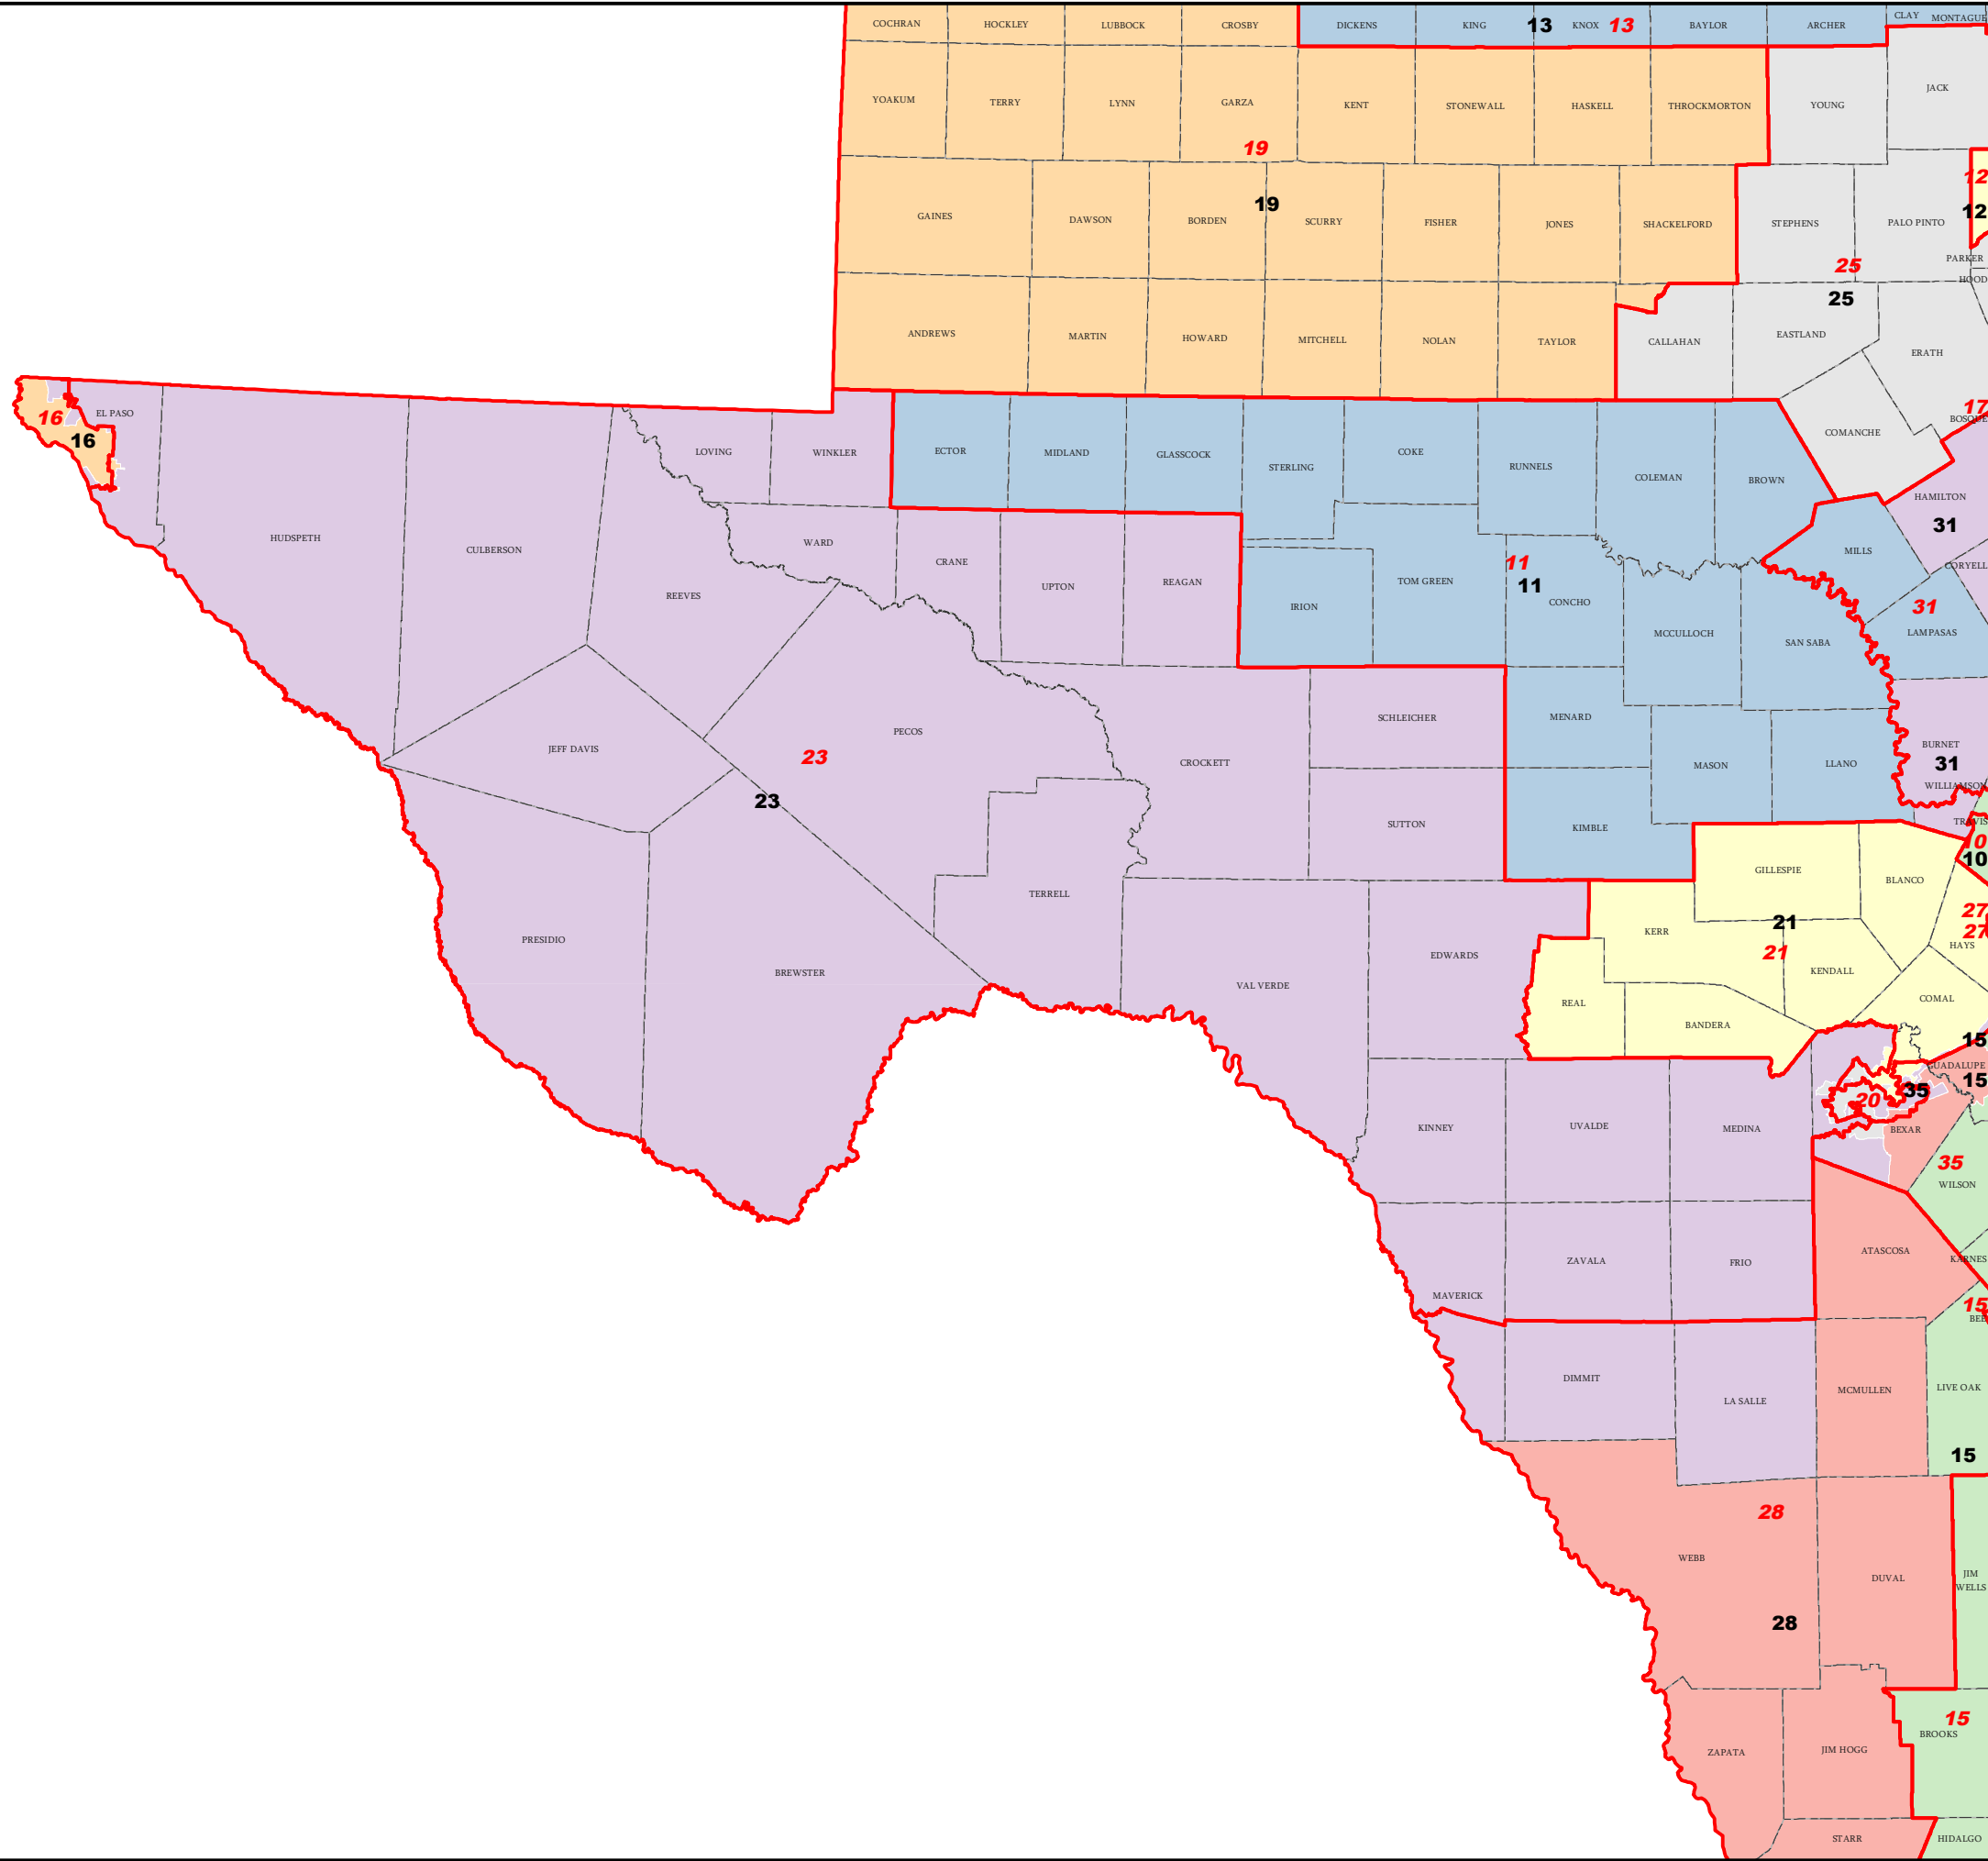 COCHRAN HOCKLEY LUBBOCK CROSBY DICKENS KING 13 KNOX 13 BAYLOR ARCHER CLAY MONTAGUE
YOAKUM TERRY LYNN GARZA KENT STONEWALL HASKELL THROCKMORTON YOUNG JACK
19
12
19
12
GAINES DAWSON BORDEN SCURRY FISHER JONES SHACKELFORD STEPHENS PALO PINTO
PARKER
25
HOOD
25
ANDREWS MARTIN HOWARD MITCHELL NOLAN TAYLOR CALLAHAN EASTLAND ERATH
17
16 EL PASO
BOSQUE
16
COMANCHE
LOVING WINKLER ECTOR MIDLAND GLASSCOCK STERLING COKE RUNNELS COLEMAN BROWN
HAMILTON
31
HUDSPETH CULBERSON WARD MILLS
CRANE 11 CORYELL
REEVES UPTON REAGAN TOM GREEN 11
IRION CONCHO 31
MCCULLOCH SAN SABA LAMPASAS
PECOS SCHLEICHER MENARD
JEFF DAVIS 23 CROCKETT MASON LLANO BURNET
31
23
WILLIAMSON
SUTTON KIMBLE TRAVIS
10
10
TERRELL GILLESPIE BLANCO
27
21
27
PRESIDIO KERR
HAYS
21
BREWSTER VAL VERDE EDWARDS KENDALL
REAL COMAL
BANDERA
15
GUADALUPE
15
35
20
KINNEY UVALDE MEDINA BEXAR
35
WILSON
ZAVALA FRIO ATASCOSA
KARNES
MAVERICK
15
DIMMIT LA SALLE MCMULLEN LIVE OAK
15
28
WEBB DUVAL JIM
WELLS
28
15
BROOKS
ZAPATA JIM HOGG
STARR HIDALGO